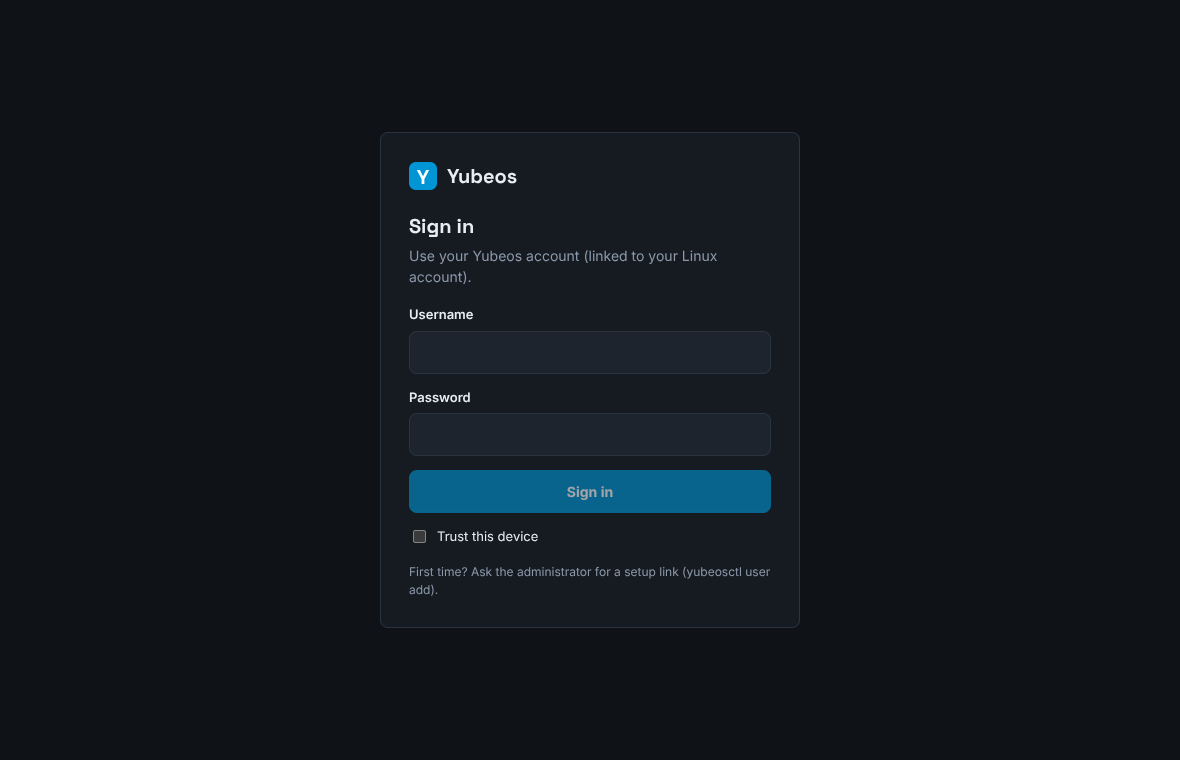 Y Yubeos
Sign in
Use your Yubeos account (linked to your Linux
account).
Username
Password
Sign in
Trust this device
First time? Ask the administrator for a setup link (yubeosctl user
add).